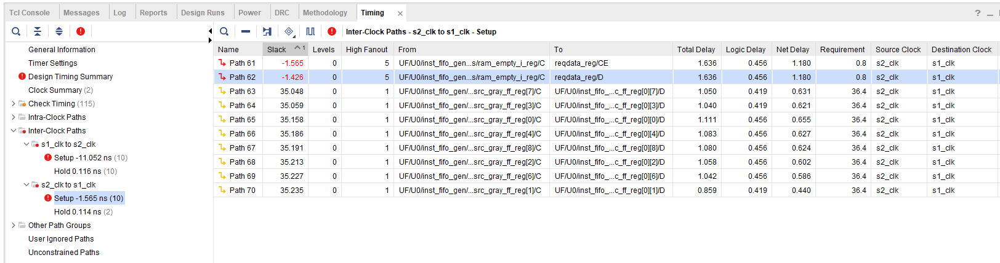 Tcl Console Messages Log Reports Design Runs Power DRC Methodology Timing × ? _
Inter-Clock Paths - s2_clk to s1_clk - Setup
General Information
Timer Settings
Design Timing Summary
Clock Summary (2)
Check Timing (115)
Intra-Clock Paths
Inter-Clock Paths
s1_clk to s2_clk
Setup -11.052 ns (10)
Hold 0.116 ns (10)
s2_clk to s1_clk
Setup -1.565 ns (10)
Hold 0.114 ns (2)
Other Path Groups
User Ignored Paths
Unconstrained Paths
Name Slack 1 Levels High Fanout From To Total Delay Logic Delay Net Delay Requirement Source Clock Destination Clock
Path 61 -1.565 0 5 UF/U0/inst_fifo_gen...s/ram_empty_i_reg/C reqdata_reg/CE 1.636 0.456 1.180 0.8 s2_clk s1_clk
Path 62 -1.426 0 5 UF/U0/inst_fifo_gen...s/ram_empty_i_reg/C reqdata_reg/D 1.636 0.456 1.180 0.8 s2_clk s1_clk
Path 63 35.048 0 1 UF/U0/inst_fifo_gen/...src_gray_ff_reg[7]/C UF/U0/inst_fifo_...c_ff_reg[0][7]/D 1.050 0.419 0.631 36.4 s2_clk s1_clk
Path 64 35.059 0 1 UF/U0/inst_fifo_gen/...src_gray_ff_reg[3]/C UF/U0/inst_fifo_...c_ff_reg[0][3]/D 1.040 0.419 0.621 36.4 s2_clk s1_clk
Path 65 35.158 0 1 UF/U0/inst_fifo_gen/...src_gray_ff_reg[0]/C UF/U0/inst_fifo_...c_ff_reg[0][0]/D 1.111 0.456 0.655 36.4 s2_clk s1_clk
Path 66 35.186 0 1 UF/U0/inst_fifo_gen/...src_gray_ff_reg[4]/C UF/U0/inst_fifo_...c_ff_reg[0][4]/D 1.083 0.456 0.627 36.4 s2_clk s1_clk
Path 67 35.191 0 1 UF/U0/inst_fifo_gen/...src_gray_ff_reg[8]/C UF/U0/inst_fifo_...c_ff_reg[0][8]/D 1.080 0.456 0.624 36.4 s2_clk s1_clk
Path 68 35.213 0 1 UF/U0/inst_fifo_gen/...src_gray_ff_reg[2]/C UF/U0/inst_fifo_...c_ff_reg[0][2]/D 1.058 0.456 0.602 36.4 s2_clk s1_clk
Path 69 35.227 0 1 UF/U0/inst_fifo_gen/...src_gray_ff_reg[6]/C UF/U0/inst_fifo_...c_ff_reg[0][6]/D 1.042 0.456 0.586 36.4 s2_clk s1_clk
Path 70 35.235 0 1 UF/U0/inst_fifo_gen/...src_gray_ff_reg[1]/C UF/U0/inst_fifo_...c_ff_reg[0][1]/D 0.859 0.419 0.440 36.4 s2_clk s1_clk